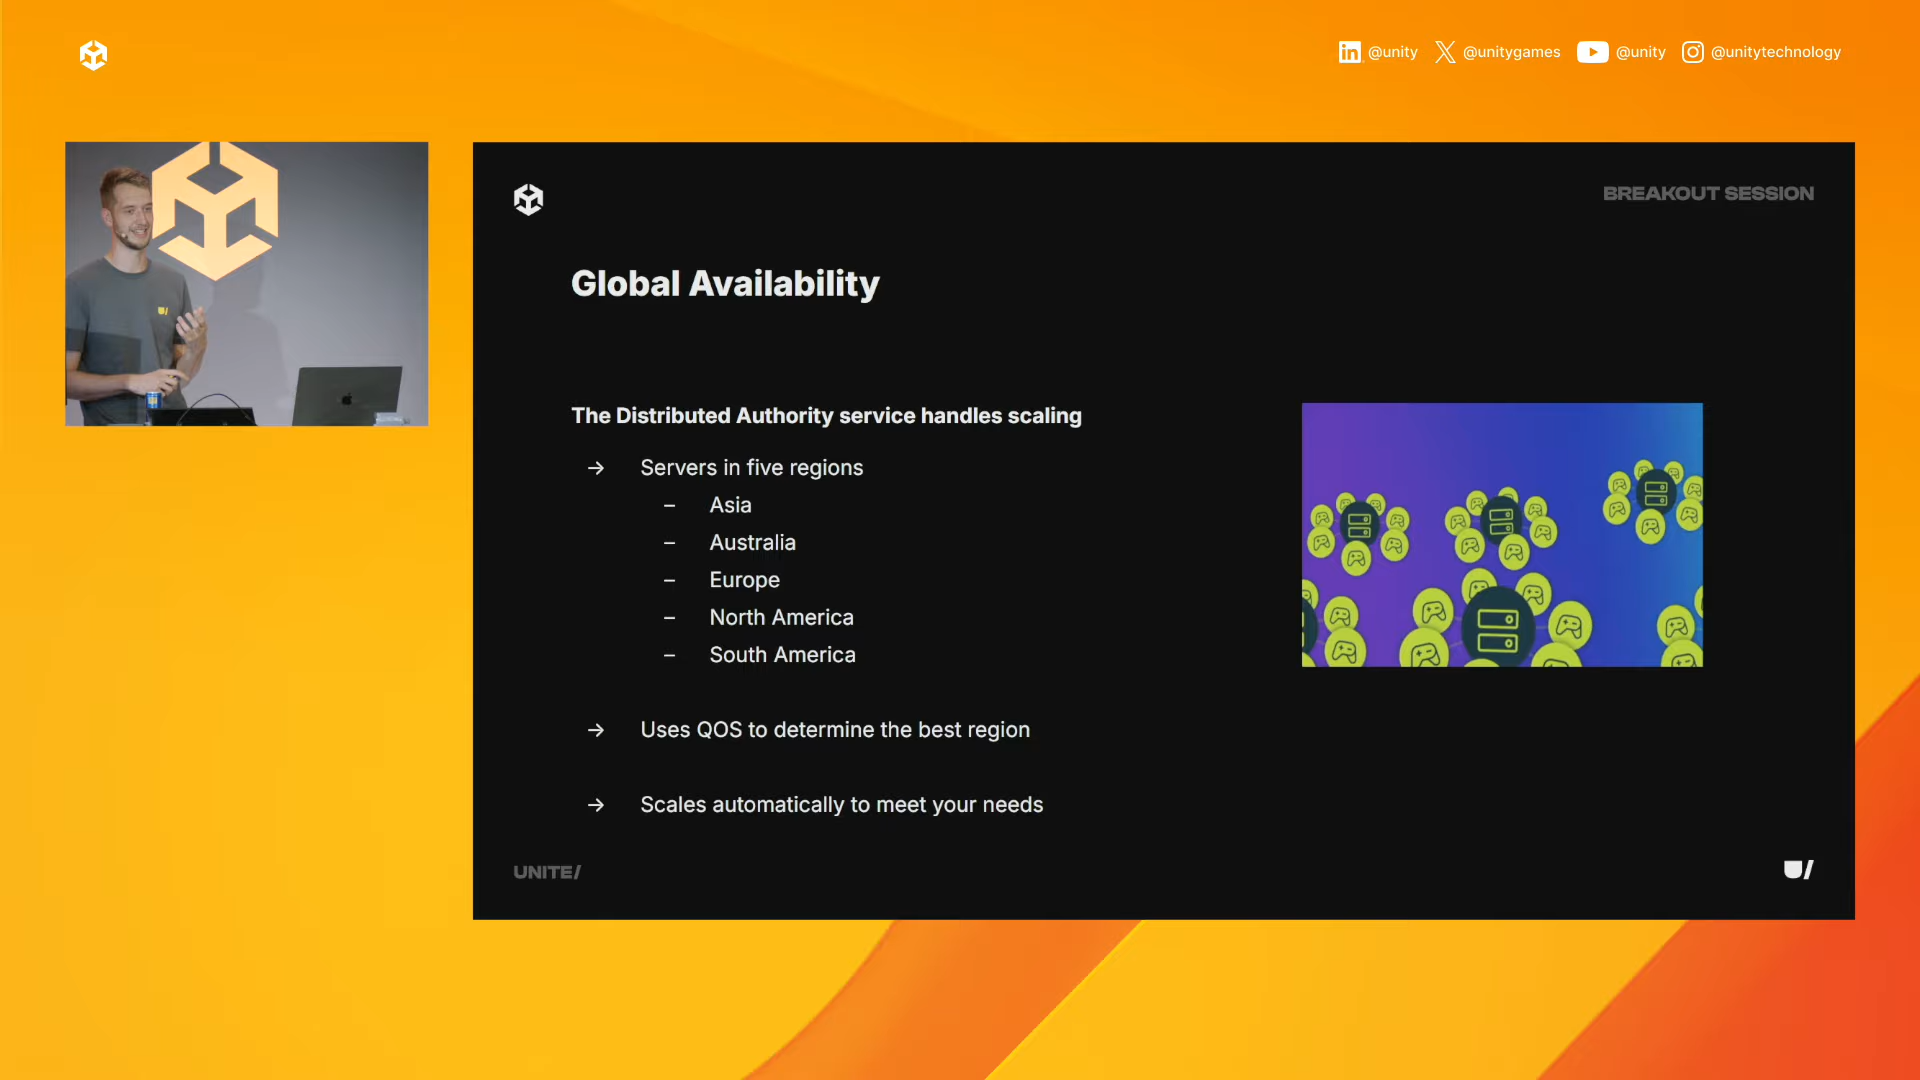 @unity @unitygames @unity @unitytechnology
BREAKOUT SESSION
Global Availability
The Distributed Authority service handles scaling
→ Servers in five regions
– Asia
– Australia
– Europe
– North America
– South America
→ Uses QOS to determine the best region
→ Scales automatically to meet your needs
UNITE/
U/